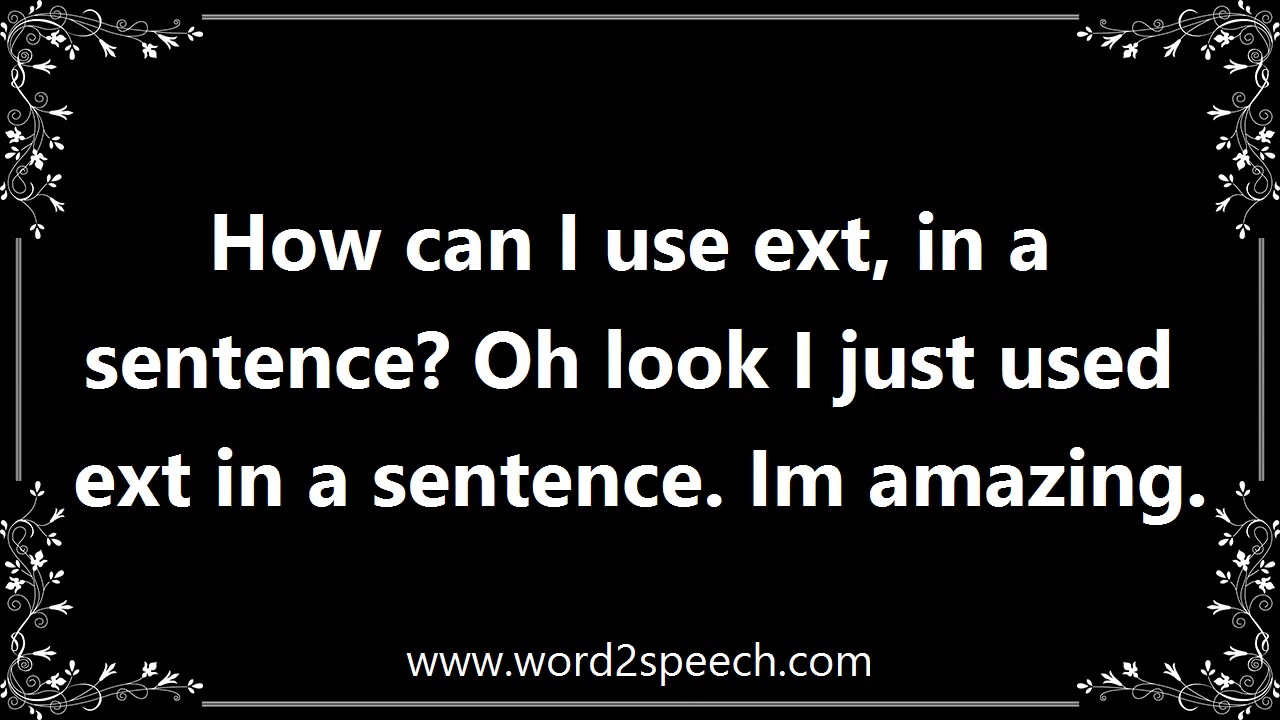 How can I use ext, in a
sentence? Oh look I just used
ext in a sentence. Im amazing.
www.word2speech.com